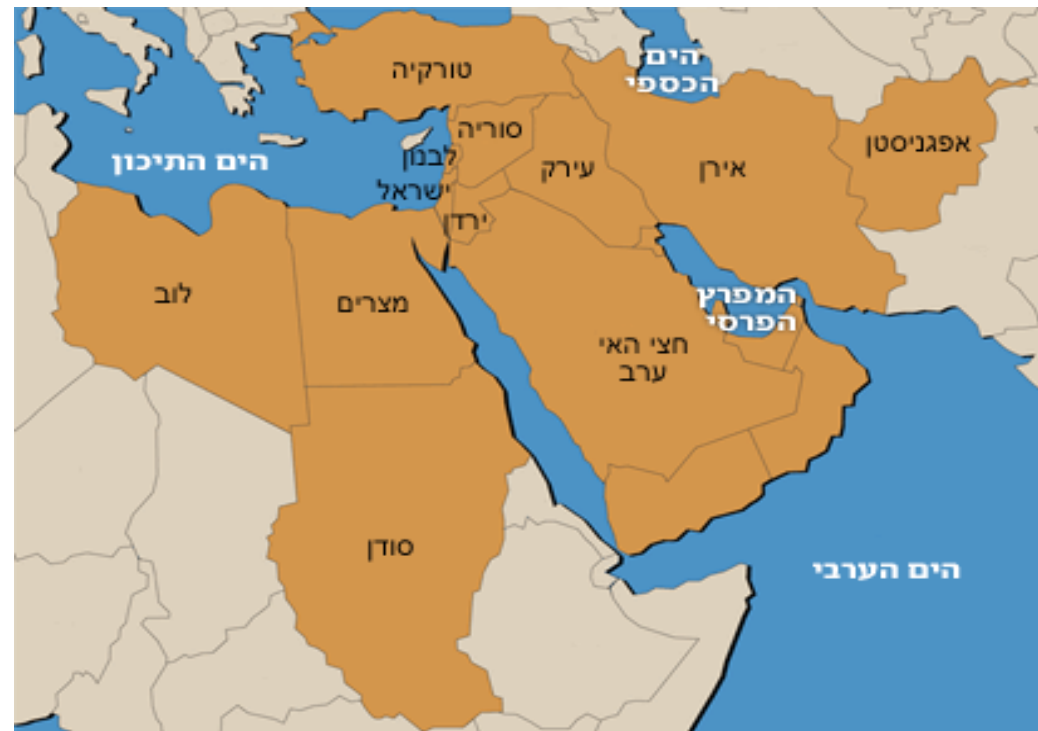 הים
הכספי
טורקיה
סוריה
אפגניסטן
לבנון
הים התיכון
עירק
אירן
ישראל
ירדן
לוב
מצרים
המפרץ
הפרסי
חצי האי
ערב
סודן
הים הערבי